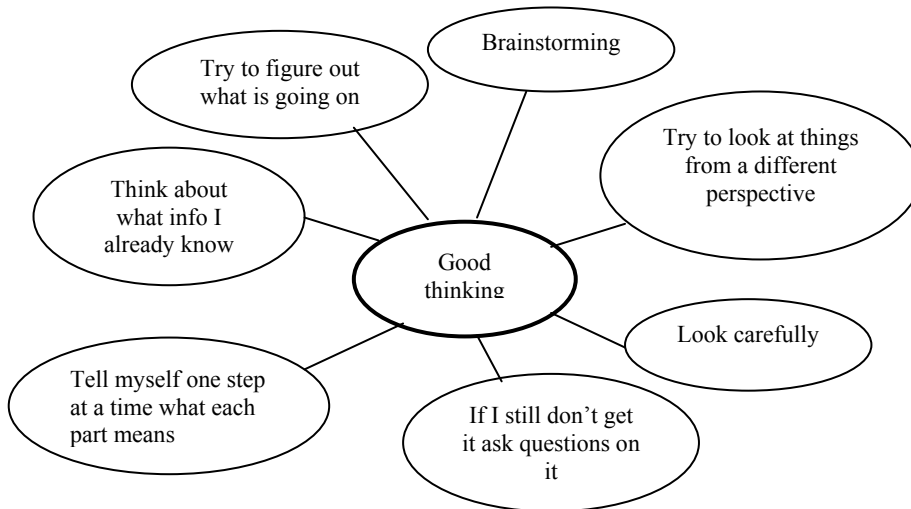 Brainstorming
Try to figure out
what is going on
Try to look at things
from a different
perspective
Think about
what info I
already know
Good
thinking
Look carefully
Tell myself one step
at a time what each
part means
If I still don’t get
it ask questions on
it